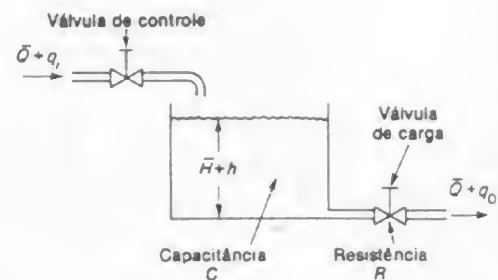 Válvula de controle
Q̄ + qᵢ
H̄ + h
Válvula
de carga
Q̄ + q₀
Capacitância
C
Resistência
R